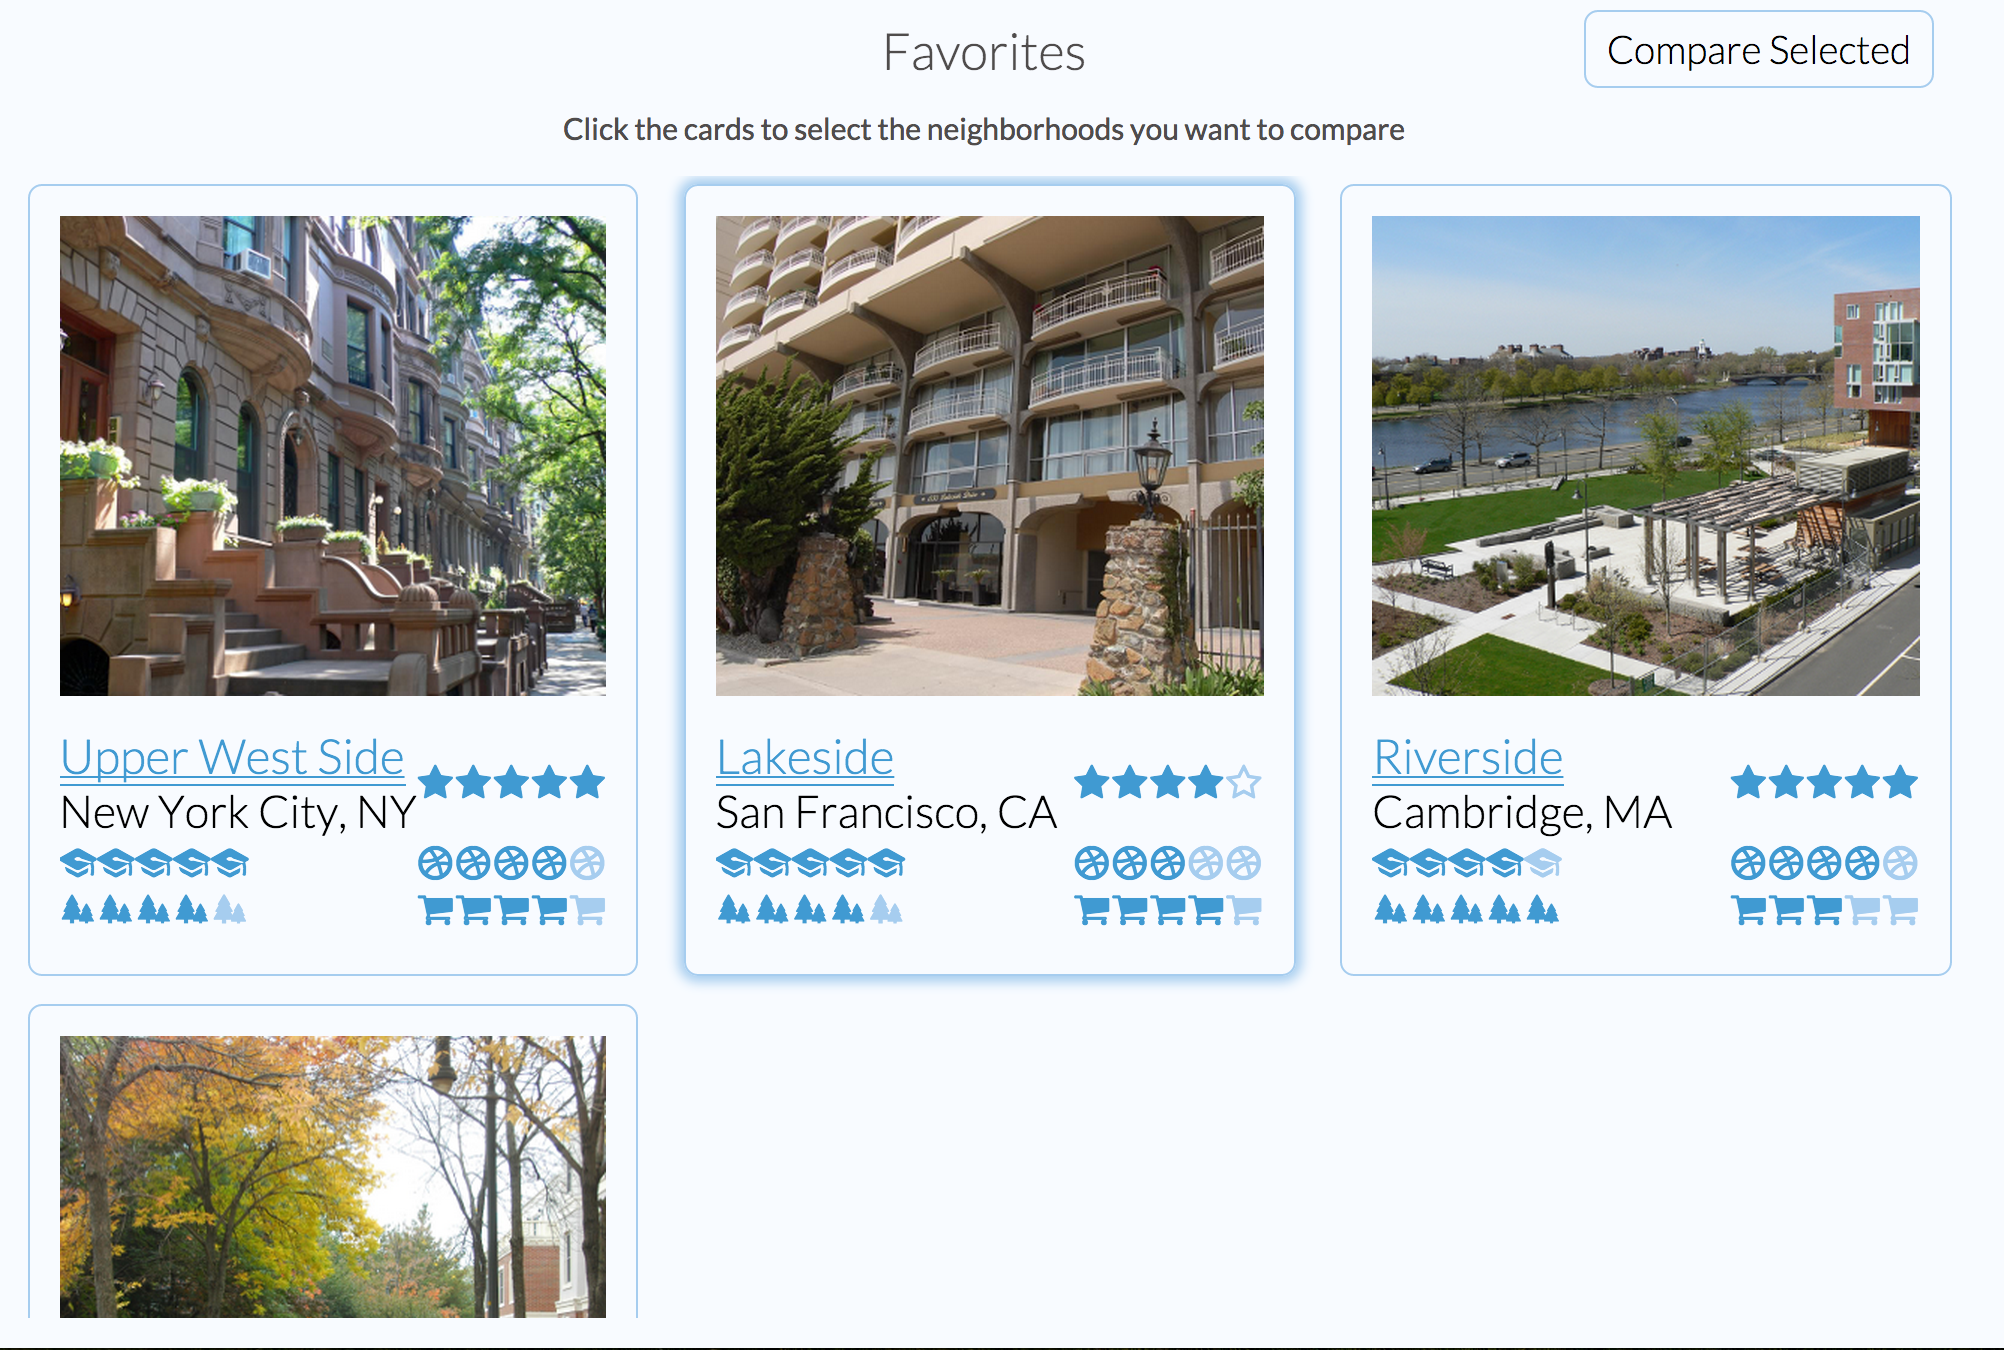 Favorites
Compare Selected
Click the cards to select the neighborhoods you want to compare
Upper West Side
New York City, NY
Lakeside
San Francisco, CA
Riverside
Cambridge, MA